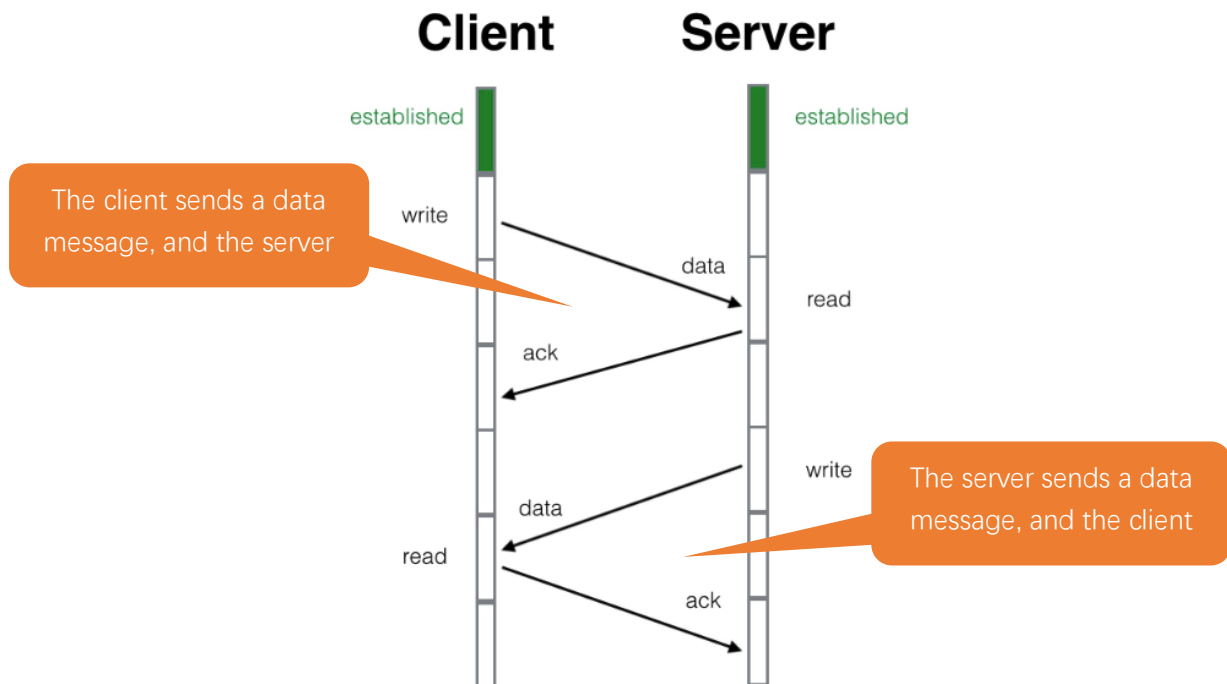 Client Server
established established
The client sends a data
message, and the server
write
data
read
ack
write
The server sends a data
message, and the client
data
read
ack